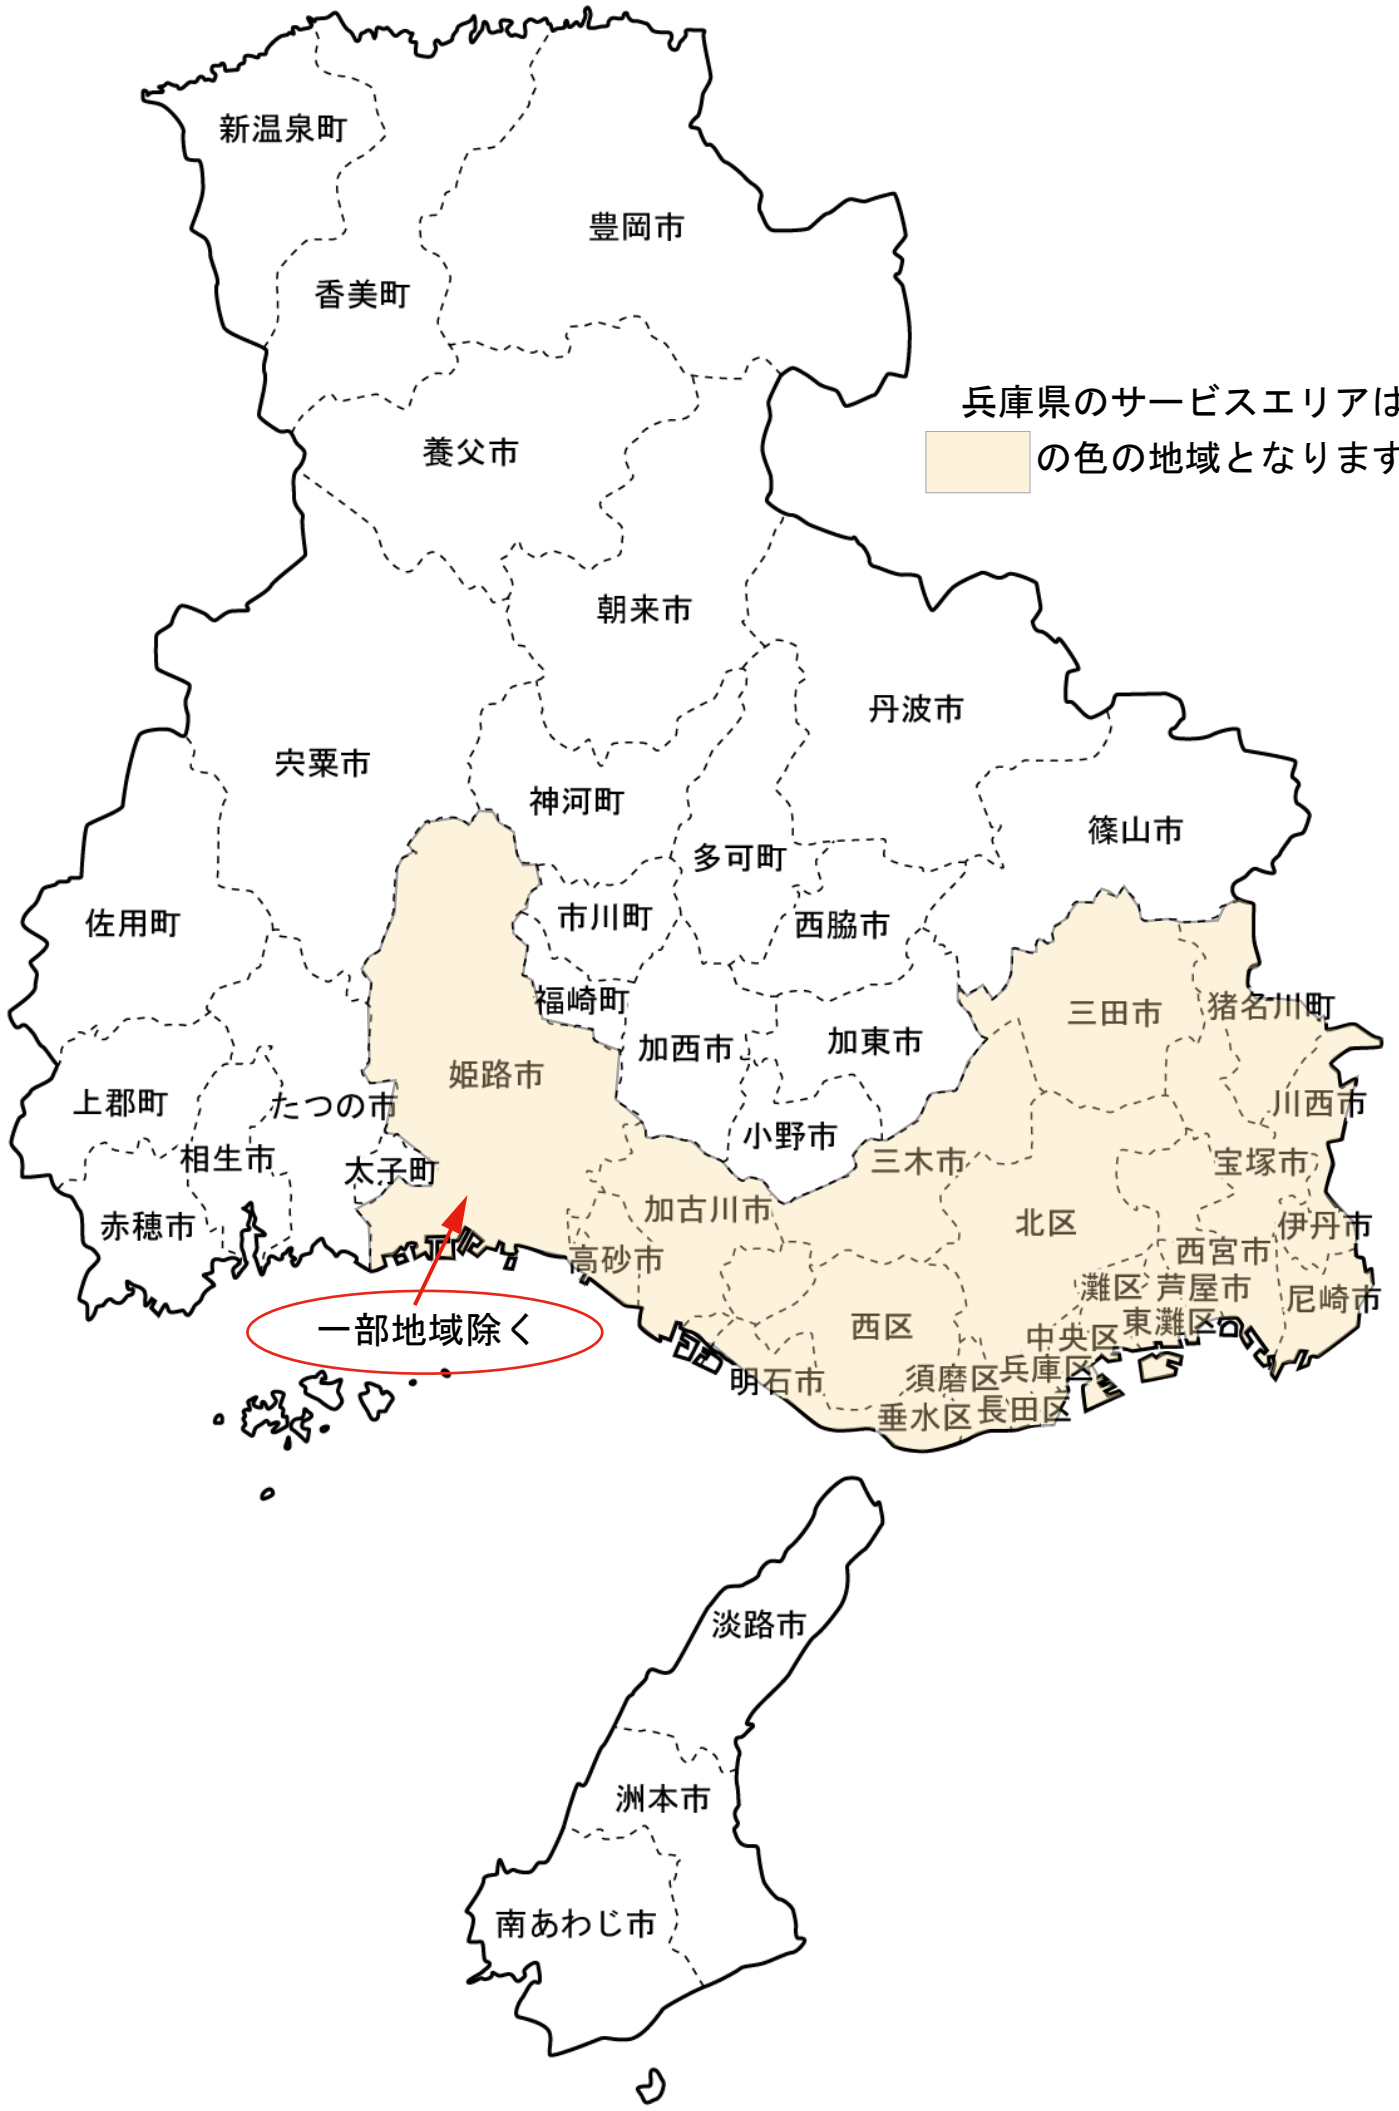 新温泉町
豊岡市
香美町
兵庫県のサービスエリアは
の色の地域となります
養父市
朝来市
丹波市
宍粟市
神河町
篠山市
多可町
市川町
西脇市
佐用町
福崎町
三田市
猪名川町
加西市
加東市
姫路市
上郡町
たつの市
川西市
小野市
相生市
太子町
三木市
宝塚市
赤穂市
加古川市
北区
伊丹市
高砂市
西宮市
灘区
芦屋市
尼崎市
一部地域除く
西区
中央区
東灘区
明石市
須磨区
兵庫区
垂水区
長田区
淡路市
洲本市
南あわじ市